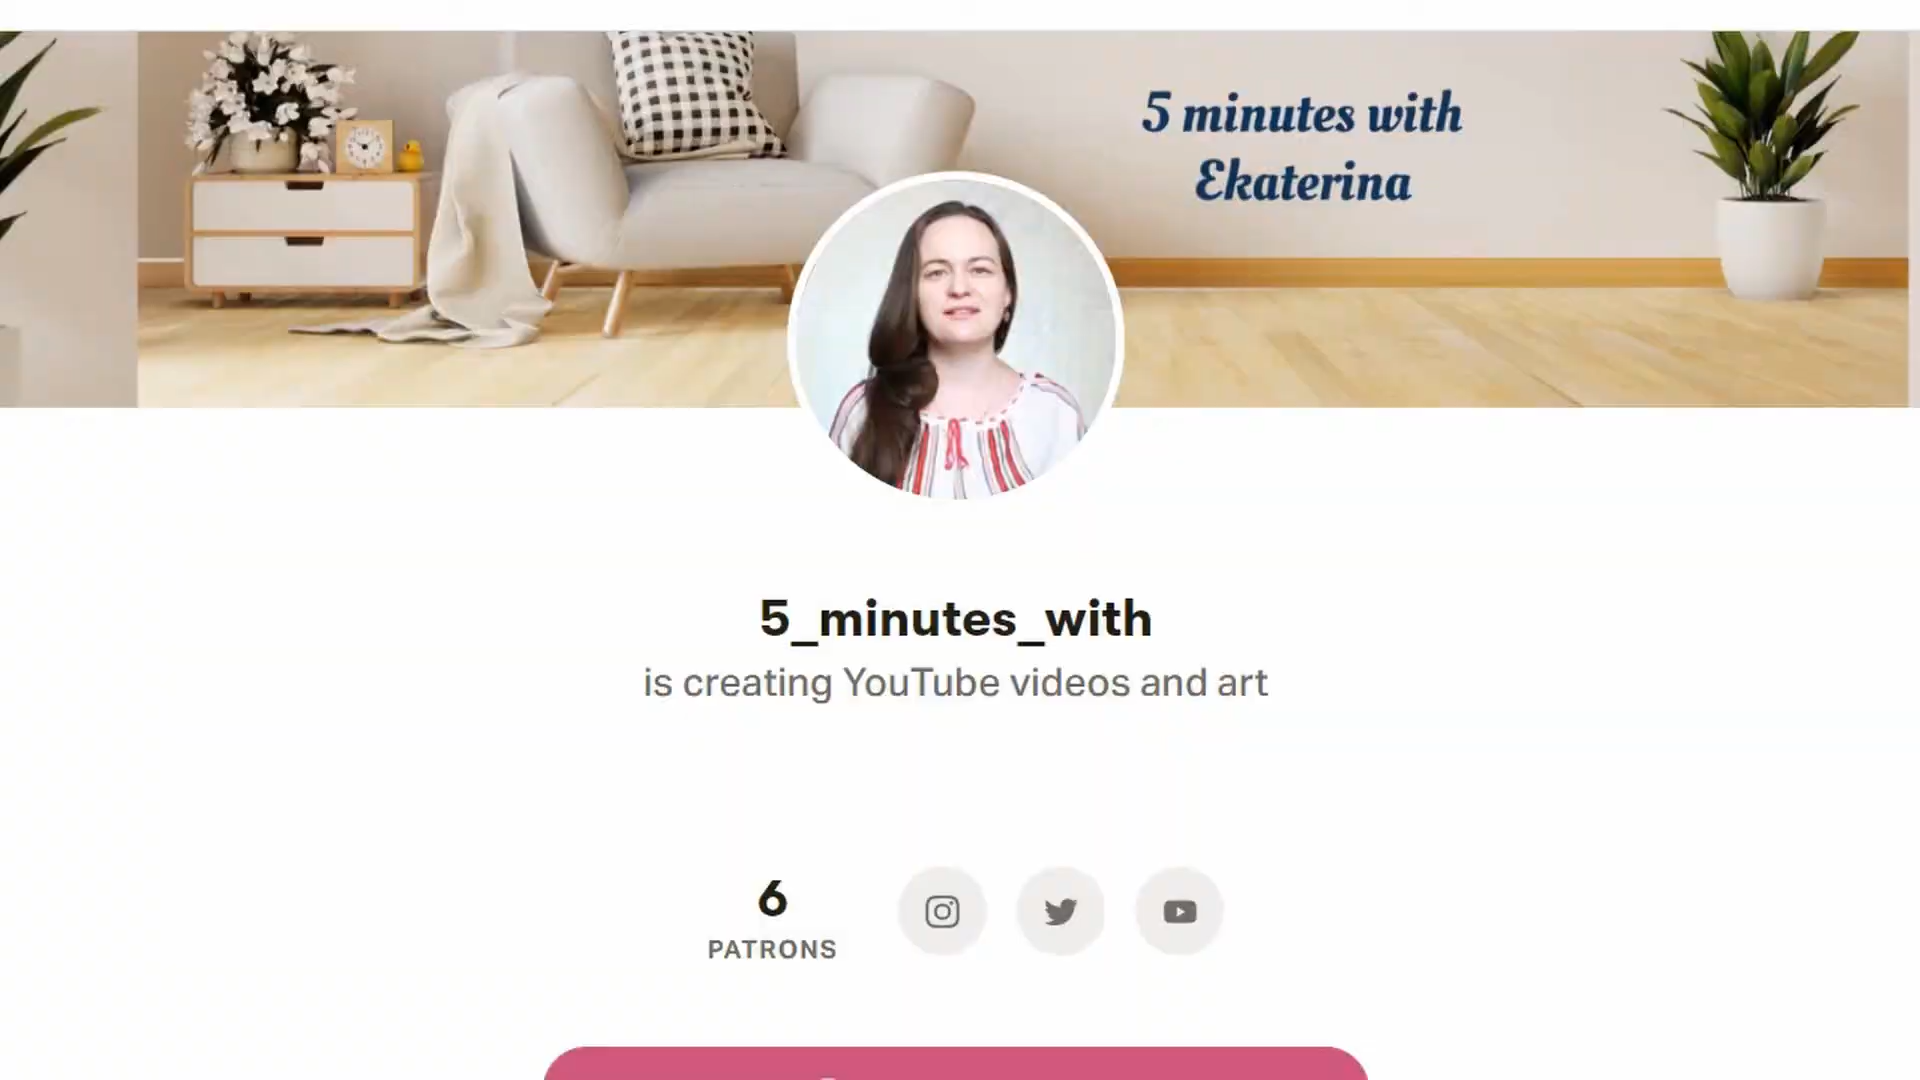 5 minutes with
Ekaterina
5_minutes_with
is creating YouTube videos and art
6
PATRONS